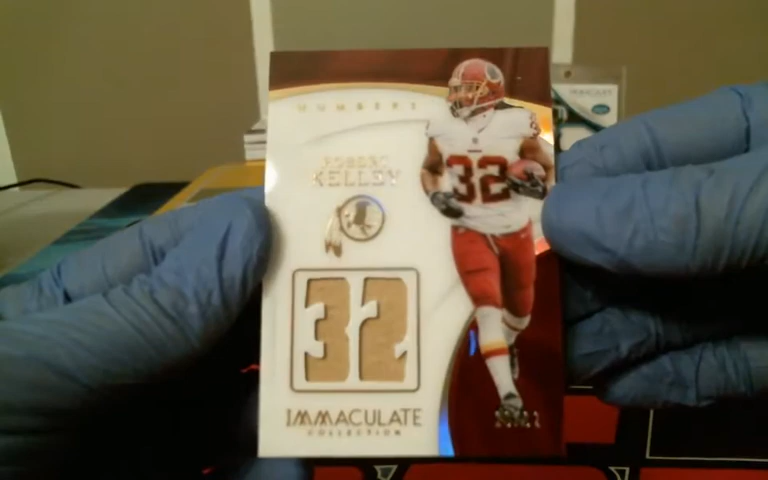 NUMBERS
ROBERT
KELLEY
32
32
IMMACULATE
COLLECTION